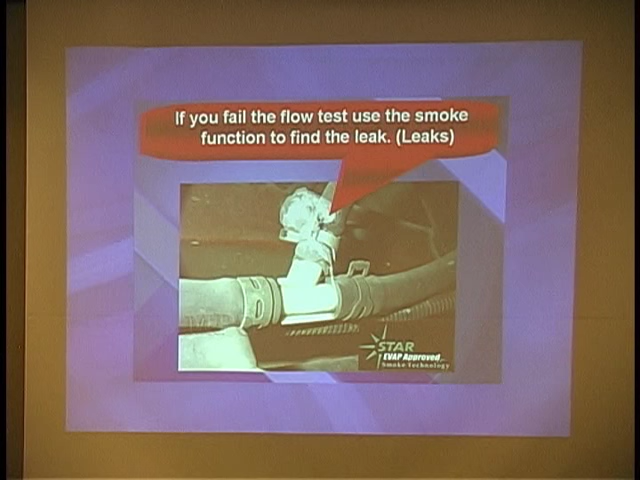 If you fail the flow test use the smoke
function to find the leak. (Leaks)
STAR
EVAP Approved
Smoke Technology